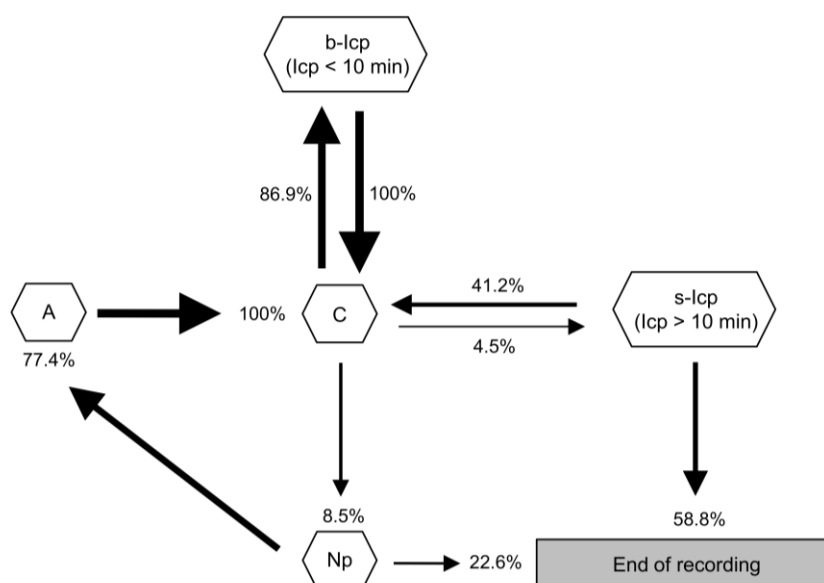 b-Icp
(Icp < 10 min)
86.9%
100%
A
77.4%
100%
C
41.2%
4.5%
s-Icp
(Icp > 10 min)
8.5%
58.8%
Np
22.6%
End of recording